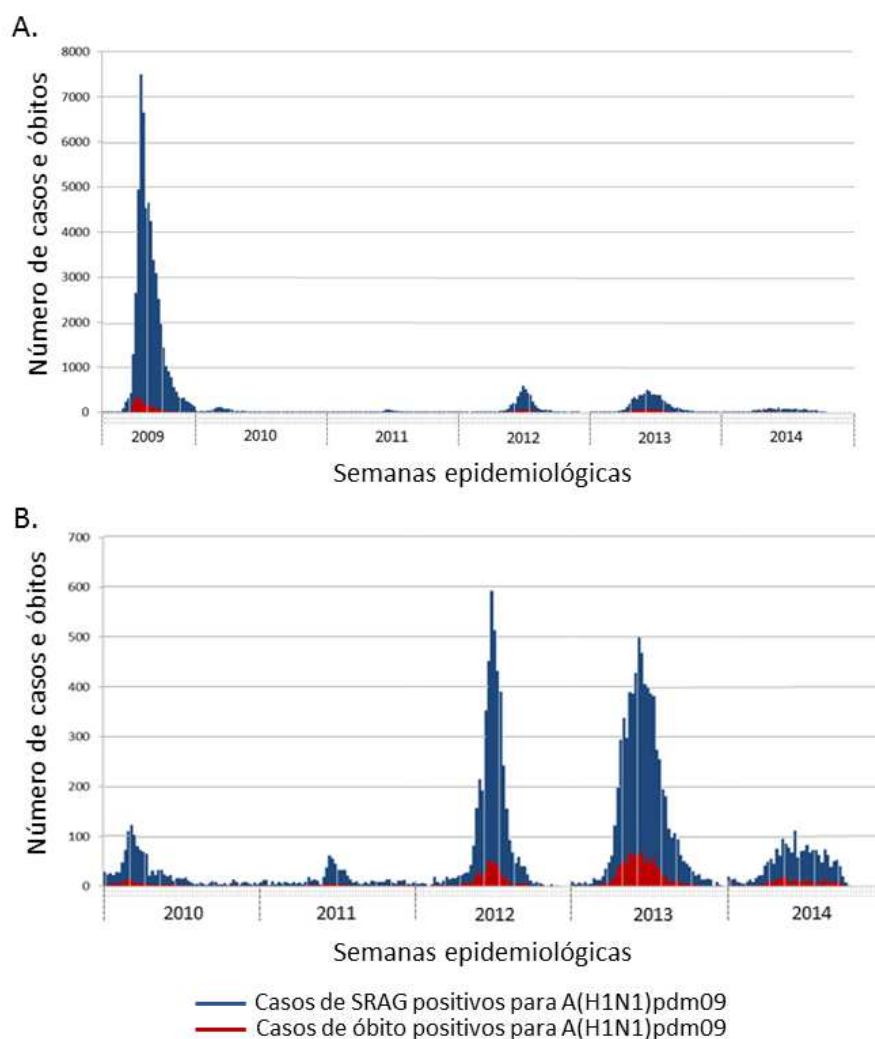 A.
8000
7000
6000
5000
4000
3000
2000
1000
0
Número de casos e óbitos
2009 2010 2011 2012 2013 2014
Semanas epidemiológicas
B.
700
600
500
400
300
200
100
0
Número de casos e óbitos
2010 2011 2012 2013 2014
Semanas epidemiológicas
Casos de SRAG positivos para A(H1N1)pdm09
Casos de óbito positivos para A(H1N1)pdm09